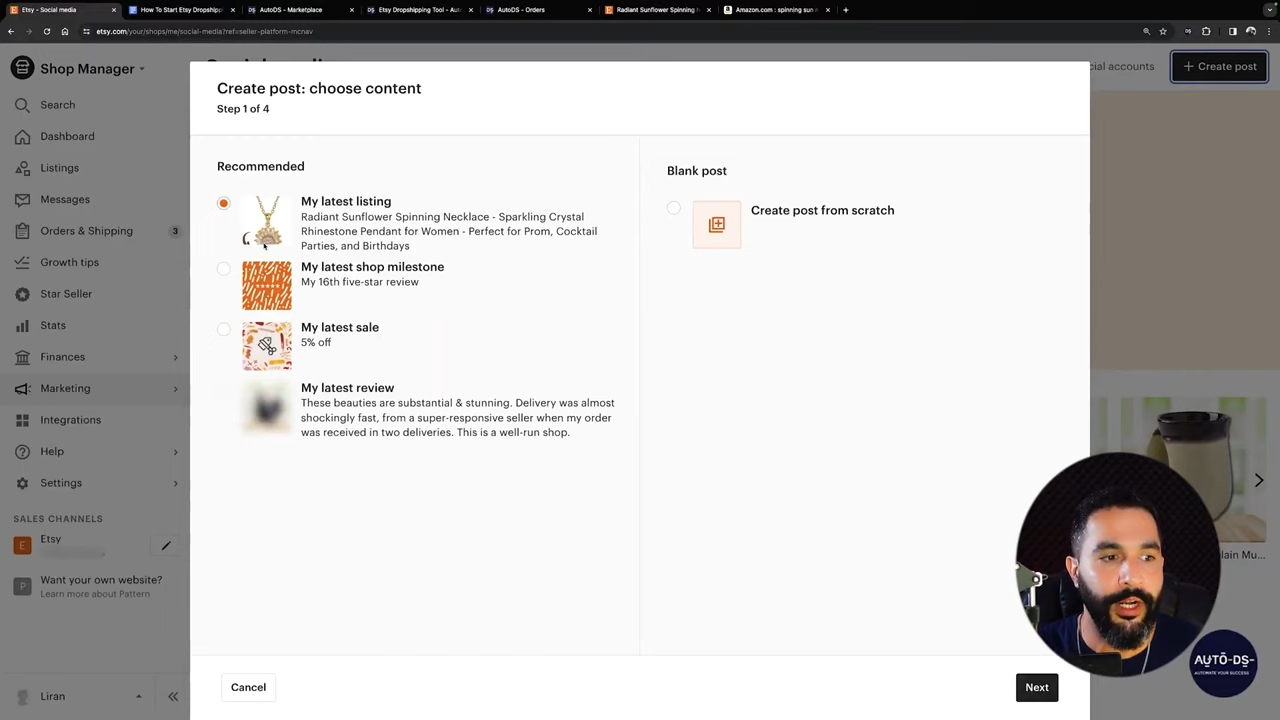 Etsy - Social media
How To Start Etsy Dropshipp
AutoDS - Marketplace
Etsy Dropshipping Tool - Aut
AutoDS - Orders
Radiant Sunflower Spinning
Amazon.com : spinning sun
etsy.com/your/shops/me/social-media?ref=seller-platform-mcnav
Shop Manager
cial accounts
+ Create post
Search
Dashboard
Listings
Messages
Orders & Shipping 3
Growth tips
Star Seller
Stats
Finances
Marketing
Integrations
Help
Settings
SALES CHANNELS
Etsy
Want your own website?
Learn more about Pattern
Liran
Create post: choose content
Step 1 of 4
Recommended
My latest listing
Radiant Sunflower Spinning Necklace - Sparkling Crystal
Rhinestone Pendant for Women - Perfect for Prom, Cocktail
Parties, and Birthdays
My latest shop milestone
My 16th five-star review
My latest sale
5% off
My latest review
These beauties are substantial & stunning. Delivery was almost
shockingly fast, from a super-responsive seller when my order
was received in two deliveries. This is a well-run shop.
Blank post
Create post from scratch
Cancel
Next
lain Mu...
AUTO-DS-
AUTOMATE YOUR SUCCESS